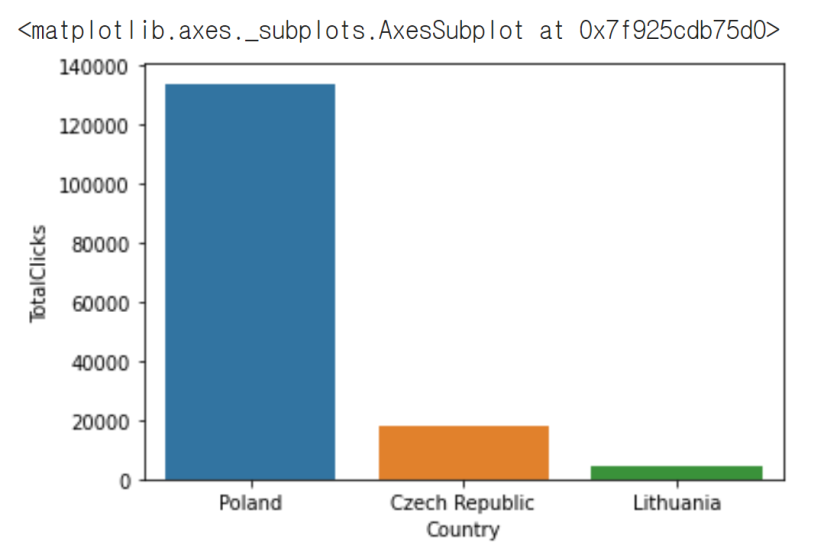 <matplotlib.axes._subplots.AxesSubplot at 0x7f925cdb75d0>
140000
120000
100000
80000
60000
40000
20000
0
TotalClicks
Poland Czech Republic Lithuania
Country